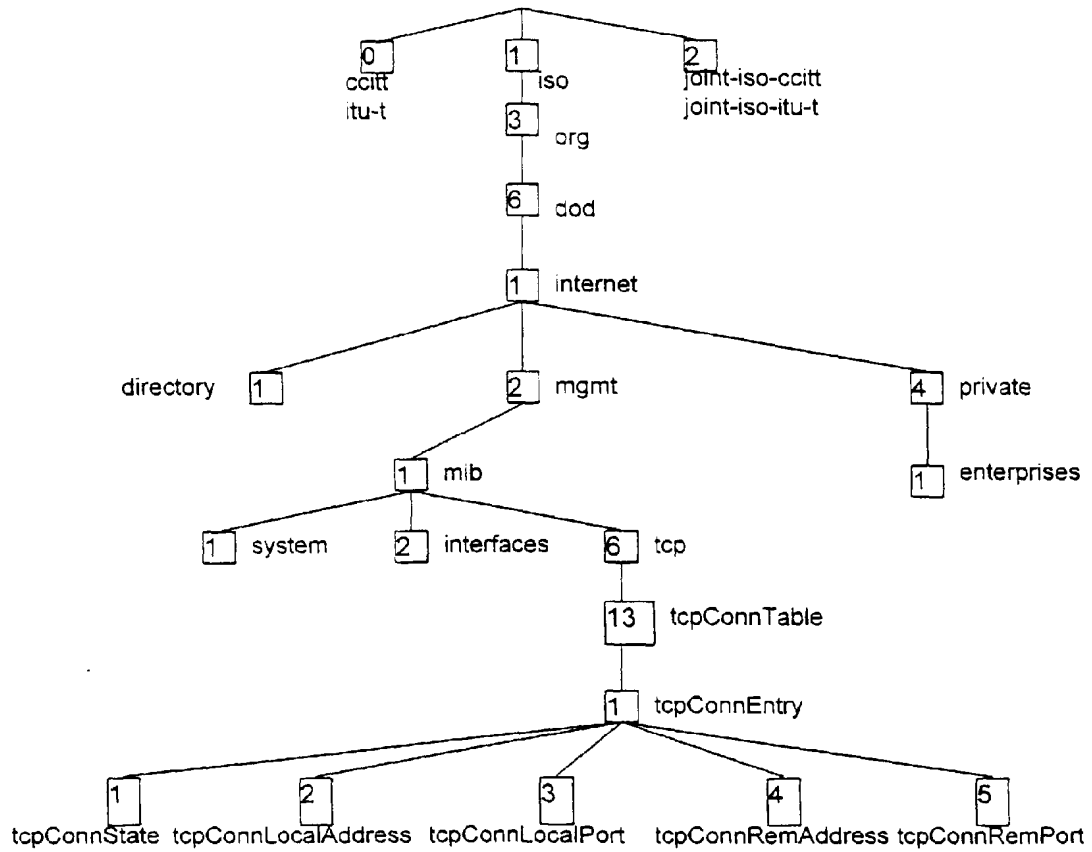 0 1 2
ccitt iso joint-iso-ccitt
itu-t joint-iso-itu-t
3 org
6 dod
1 internet
directory 1 2 mgmt 4 private
1 mib 1 enterprises
1 system 2 interfaces 6 tcp
13 tcpConnTable
1 tcpConnEntry
1 2 3 4 5
tcpConnState tcpConnLocalAddress tcpConnLocalPort tcpConnRemAddress tcpConnRemPort